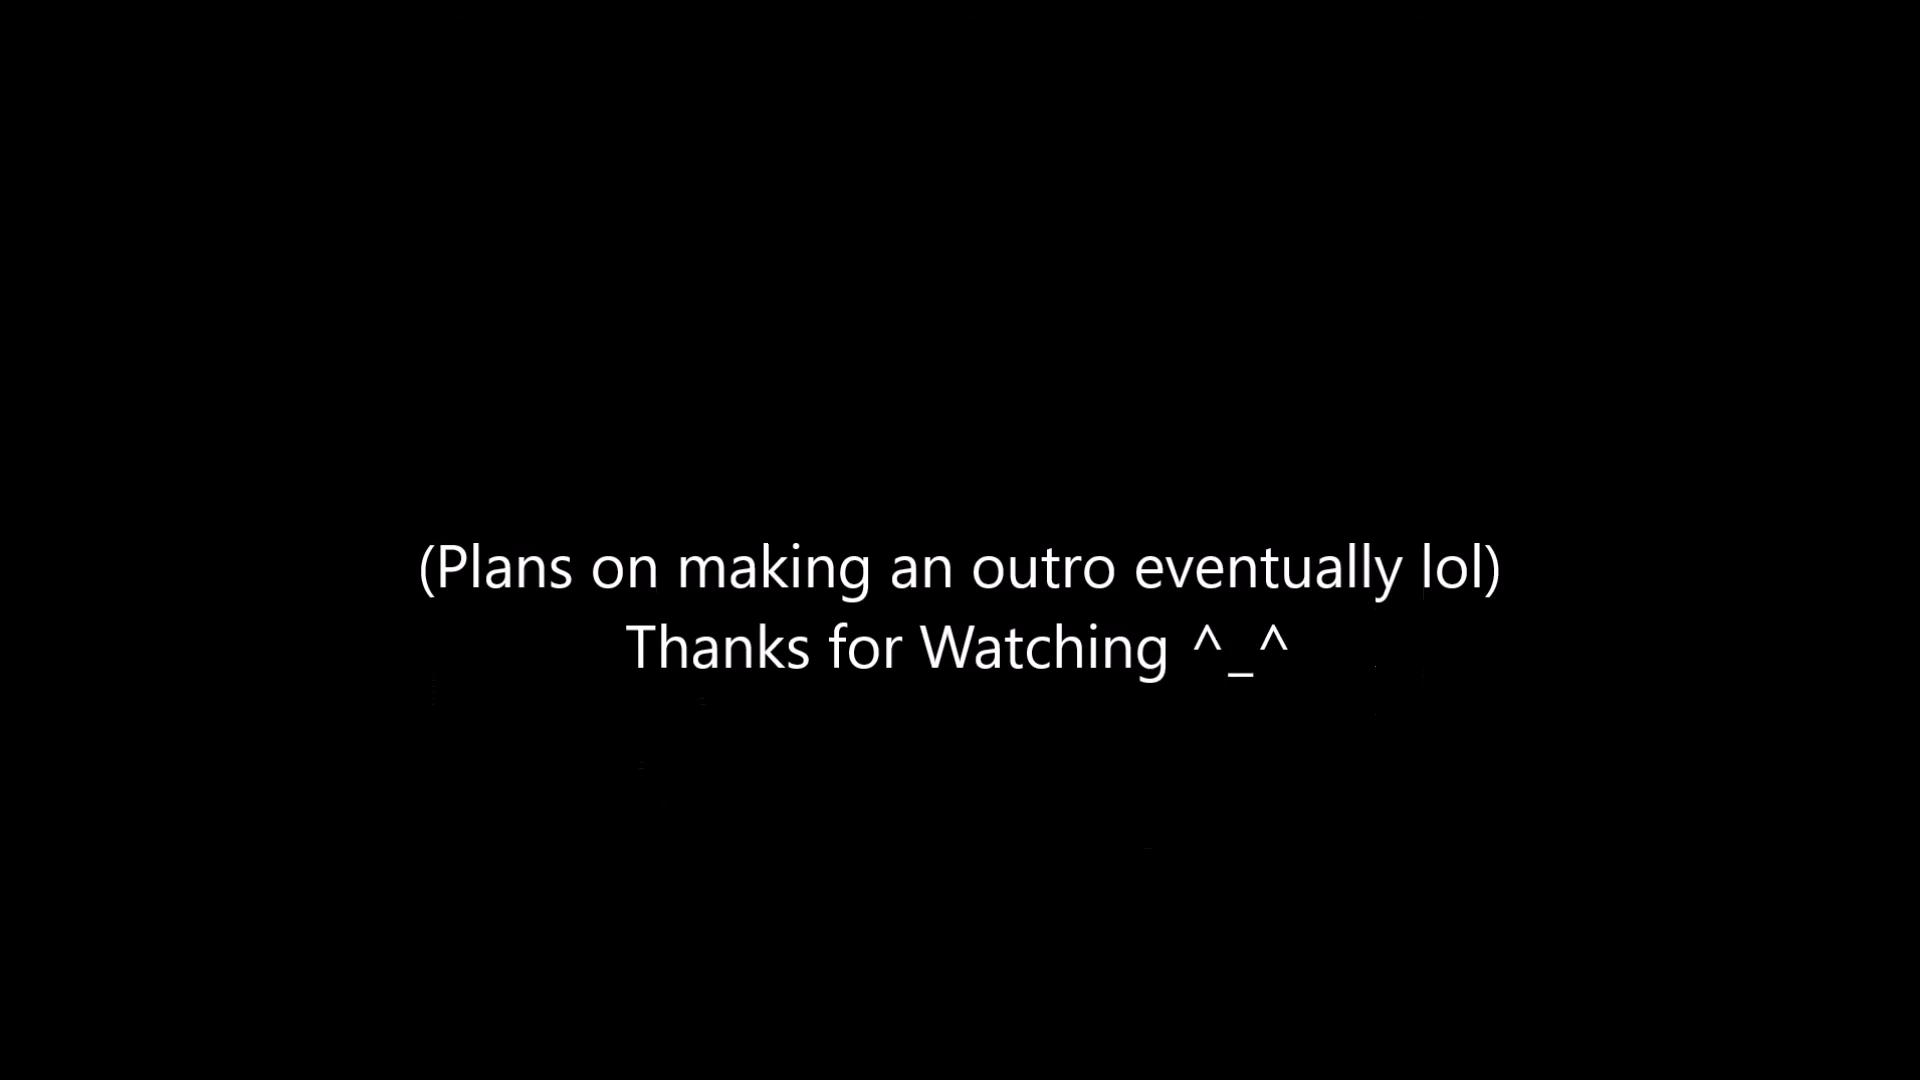 (Plans on making an outro eventually lol)
Thanks for Watching ^_^